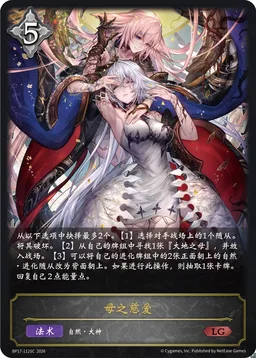 5
从以下选项中抉择最多2个。【1】选择对手战场上的1个随从。
将其破坏。【2】从自己的牌组中寻找1张『大地之母』，并放
入战场。【3】可以将自己的进化牌组中的2张正面朝上的自然
·进化随从改为背面朝上。如果进行此操作，则抽取1张卡牌。
回复自己2点能量点。
母之慈爱
法术 自然·大神 LG
BP17-112SC 2026 © Cygames, Inc. Published by NetEase Games